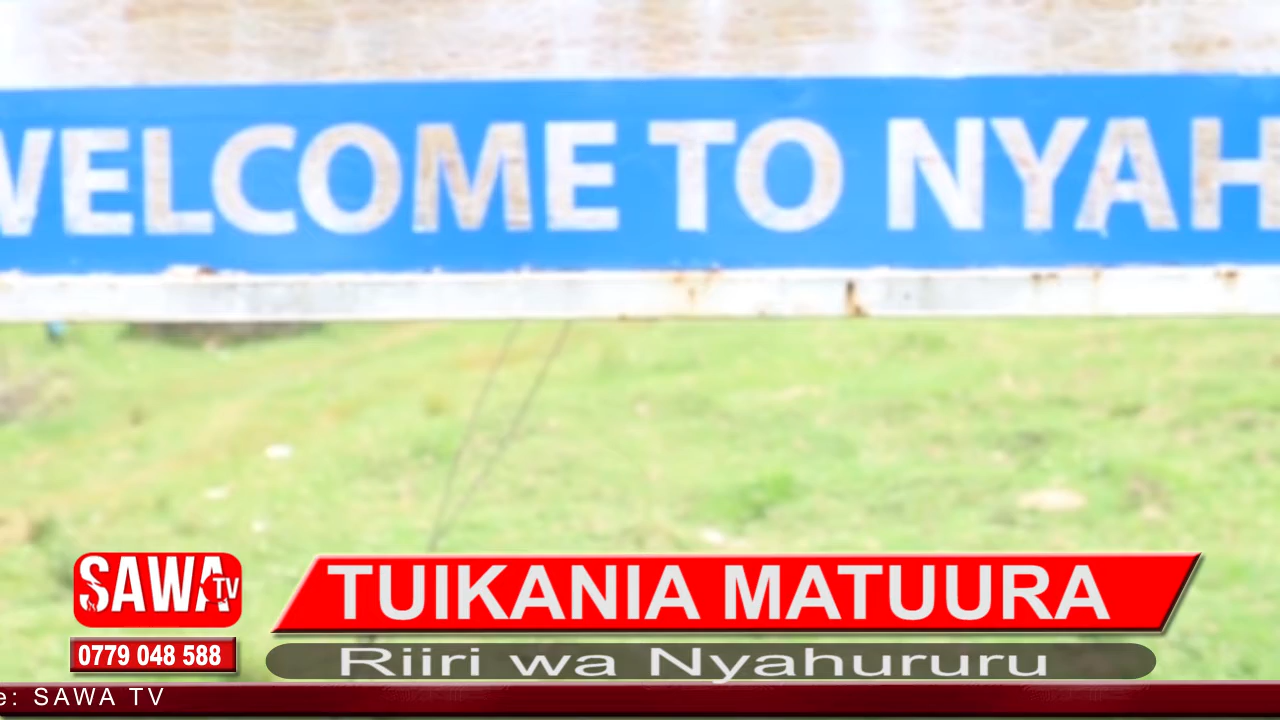 WELCOME TO NYAH
SAWA TV
TUIKANIA MATUURA
0779 048 588
Riiri wa Nyahururu
e: SAWA TV